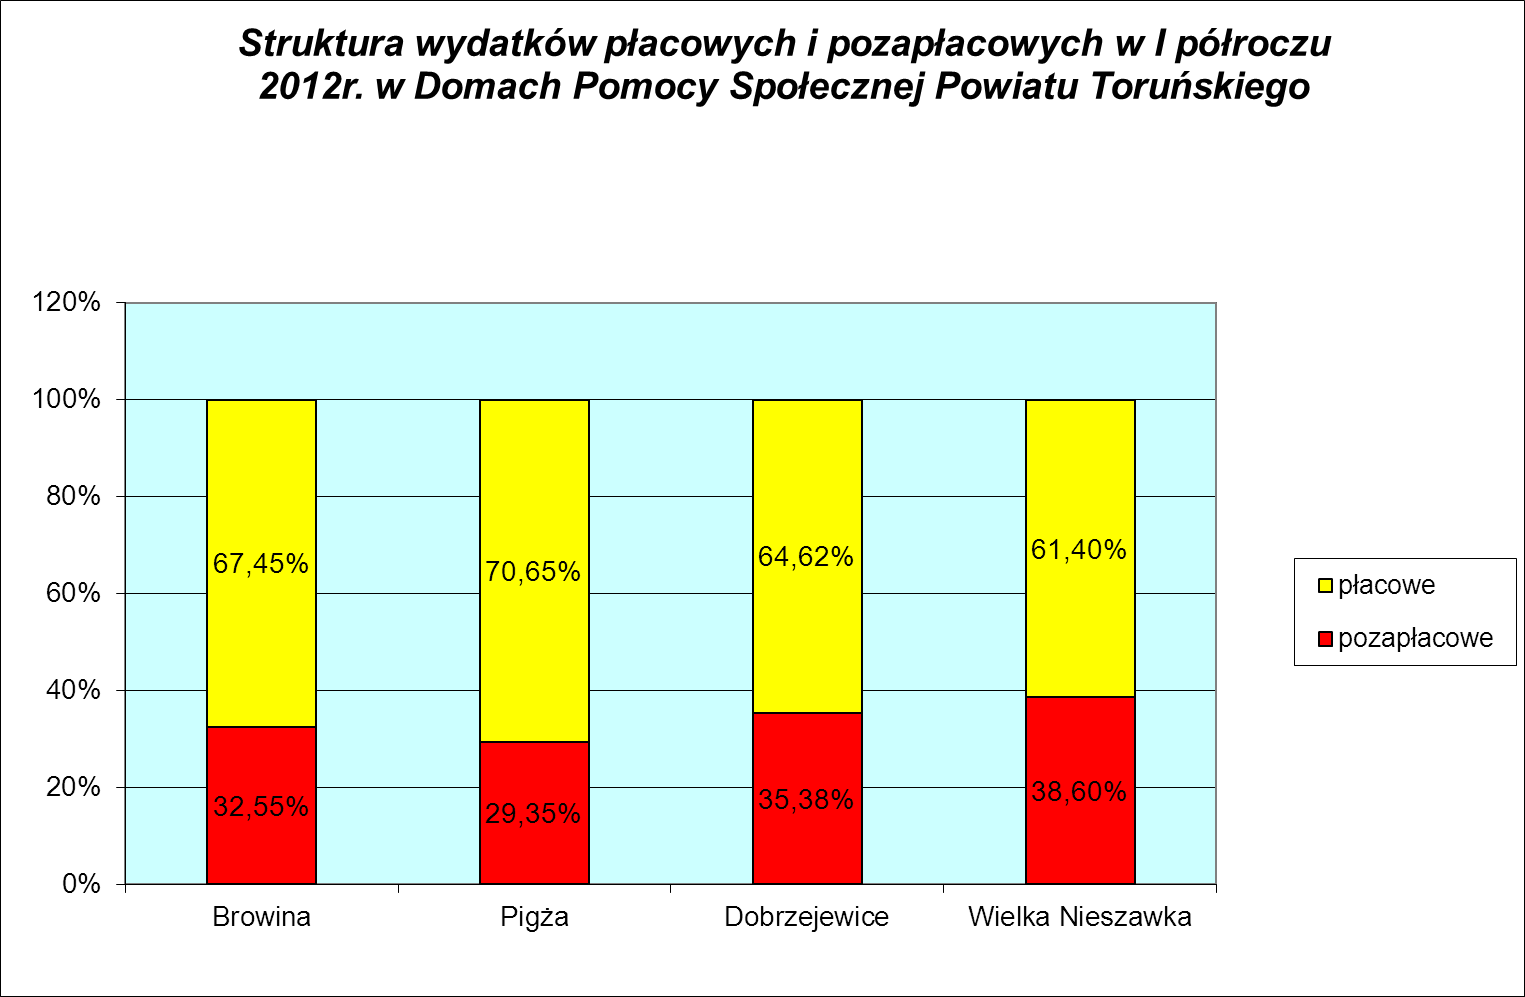 Struktura wydatków płacowych i pozapłacowych w I półroczu
2012r. w Domach Pomocy Społecznej Powiatu Toruńskiego
120%
100%
80%
60%
40%
20%
0%
67,45%
70,65%
64,62%
61,40%
32,55%
29,35%
35,38%
38,60%
Browina
Pigża
Dobrzejewice
Wielka Nieszawka
płacowe
pozapłacowe